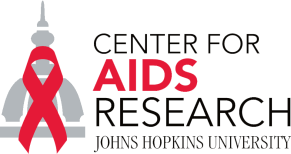 CENTER FOR
AIDS
RESEARCH
JOHNS HOPKINS UNIVERSITY